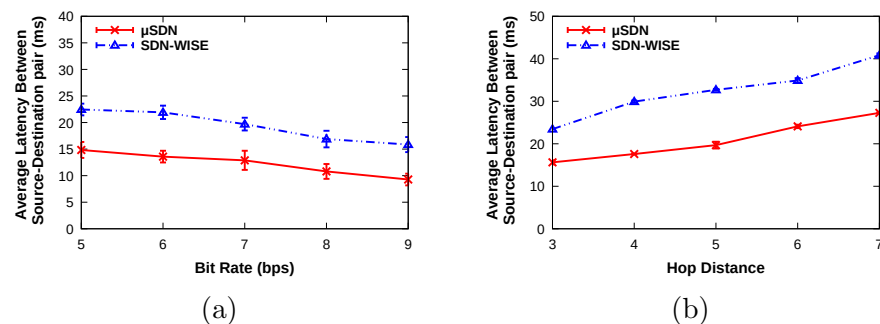 Average Latency Between
Source-Destination pair (ms)
40
35
30
25
20
15
10
5
0
µSDN
SDN-WISE
5
6
7
8
9
Bit Rate (bps)
(a)
Average Latency Between
Source-Destination pair (ms)
50
40
30
20
10
0
µSDN
SDN-WISE
3
4
5
6
7
Hop Distance
(b)